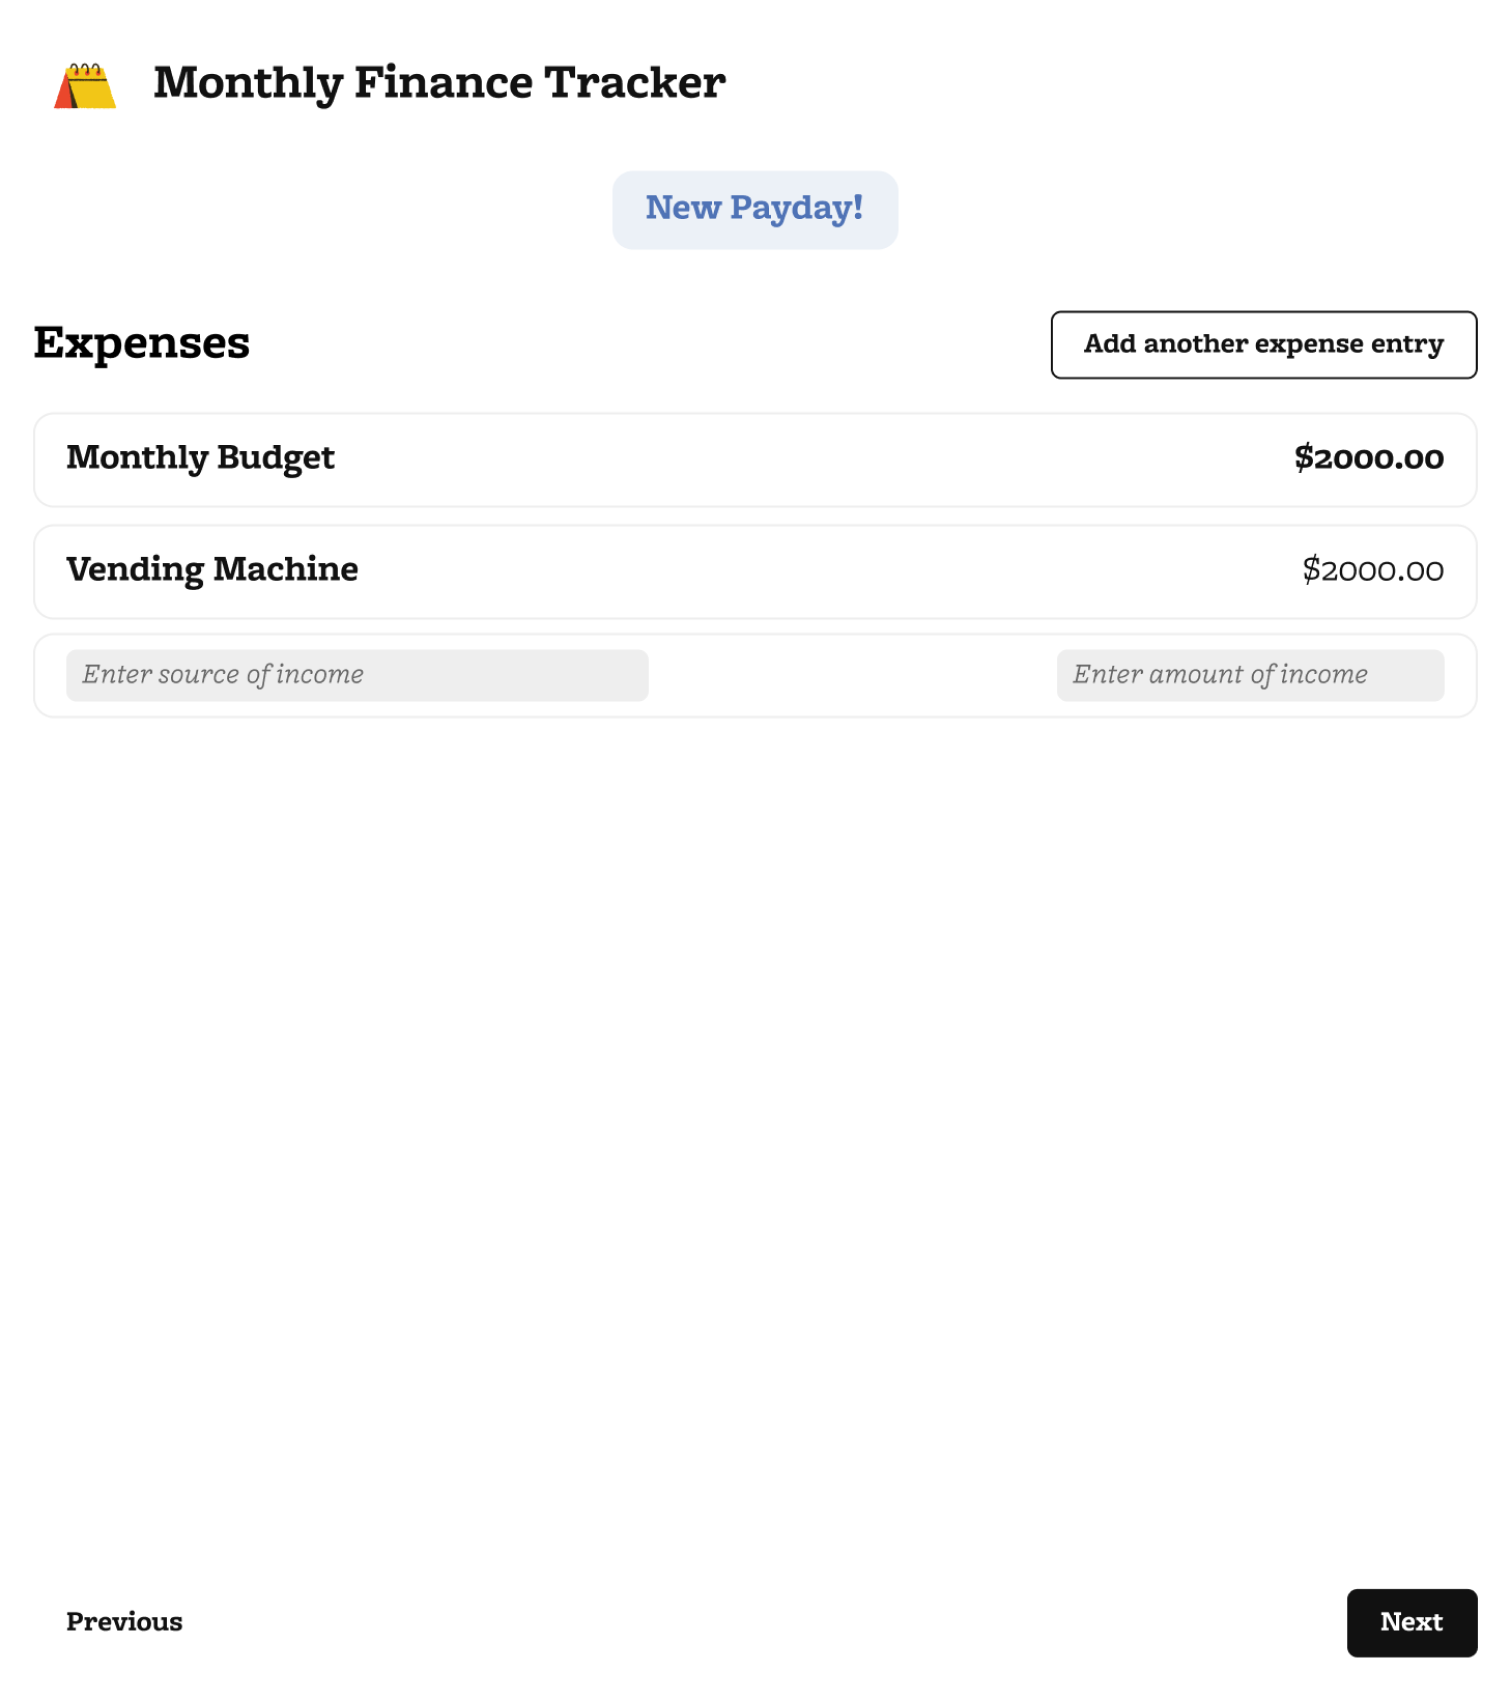 Monthly Finance Tracker
New Payday!
Expenses
Add another expense entry
Monthly Budget $2000.00
Vending Machine $2000.00
Enter source of income Enter amount of income
Previous Next